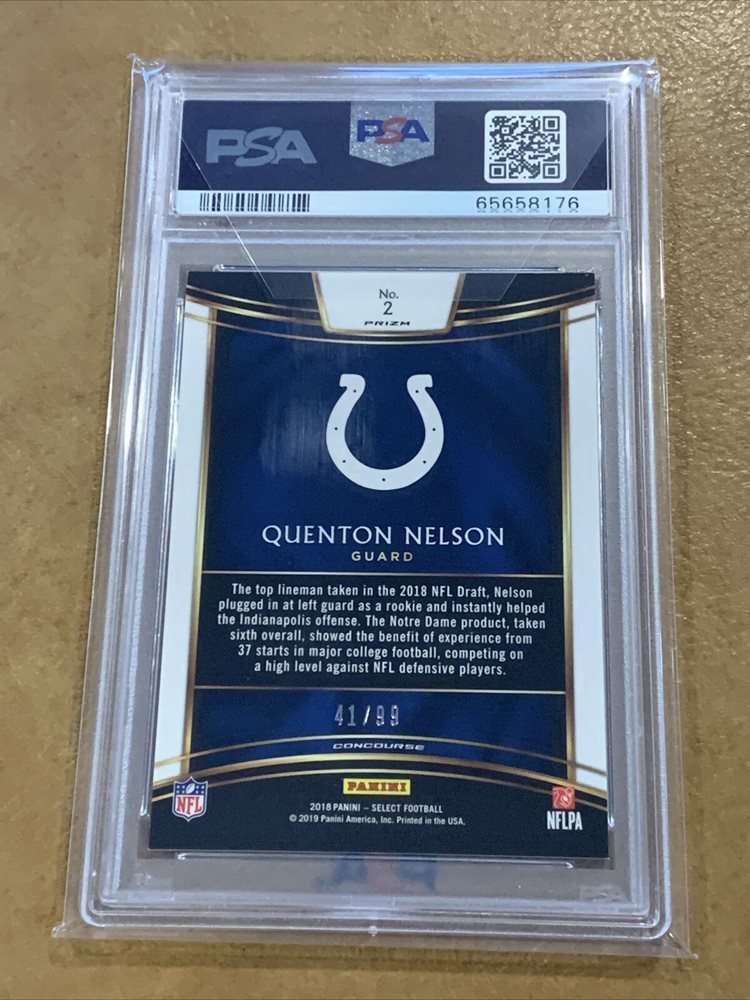 PSA
PSA
65658176
No.
2
PRIZM
QUENTON NELSON
GUARD
The top lineman taken in the 2018 NFL Draft, Nelson
plugged in at left guard as a rookie and instantly helped
the Indianapolis offense. The Notre Dame product, taken
sixth overall, showed the benefit of experience from
37 starts in major college football, competing on
a high level against NFL defensive players.
41/99
CONCOURSE
PANINI
2018 PANINI – SELECT FOOTBALL
© 2019 Panini America, Inc. Printed in the USA.
NFL
NFLPA
PSA
PSA